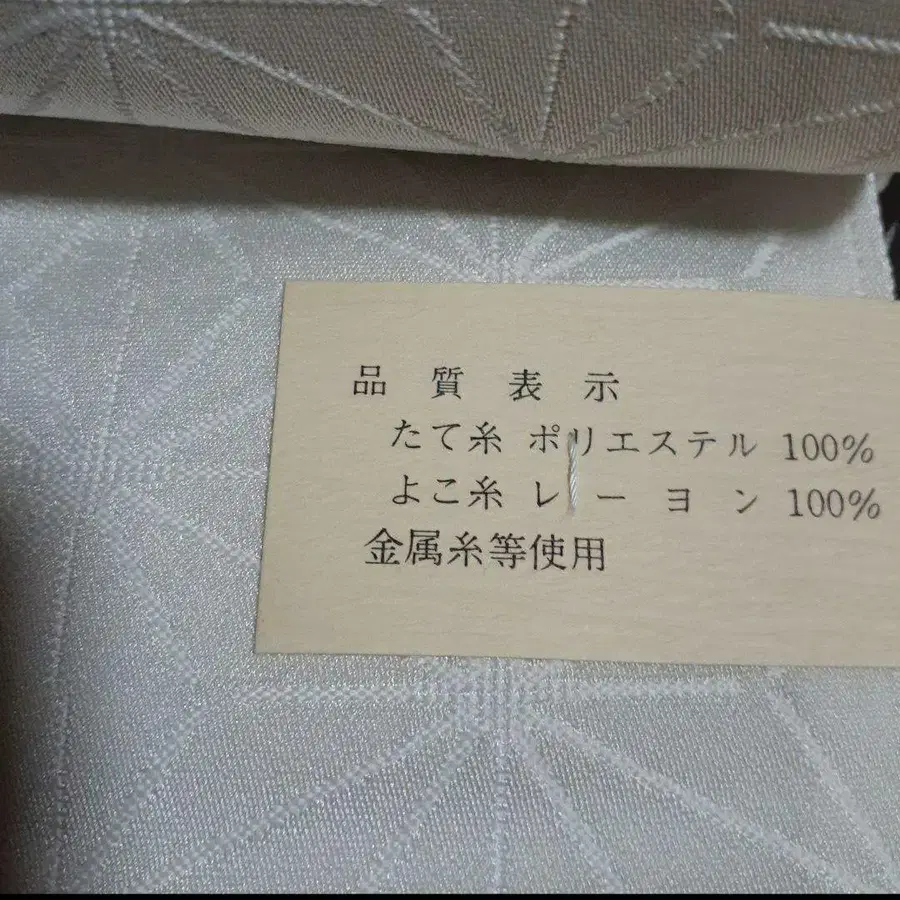 品質表示
たて糸 ポリエステル 100%
よこ糸 レーヨン 100%
金属糸等使用